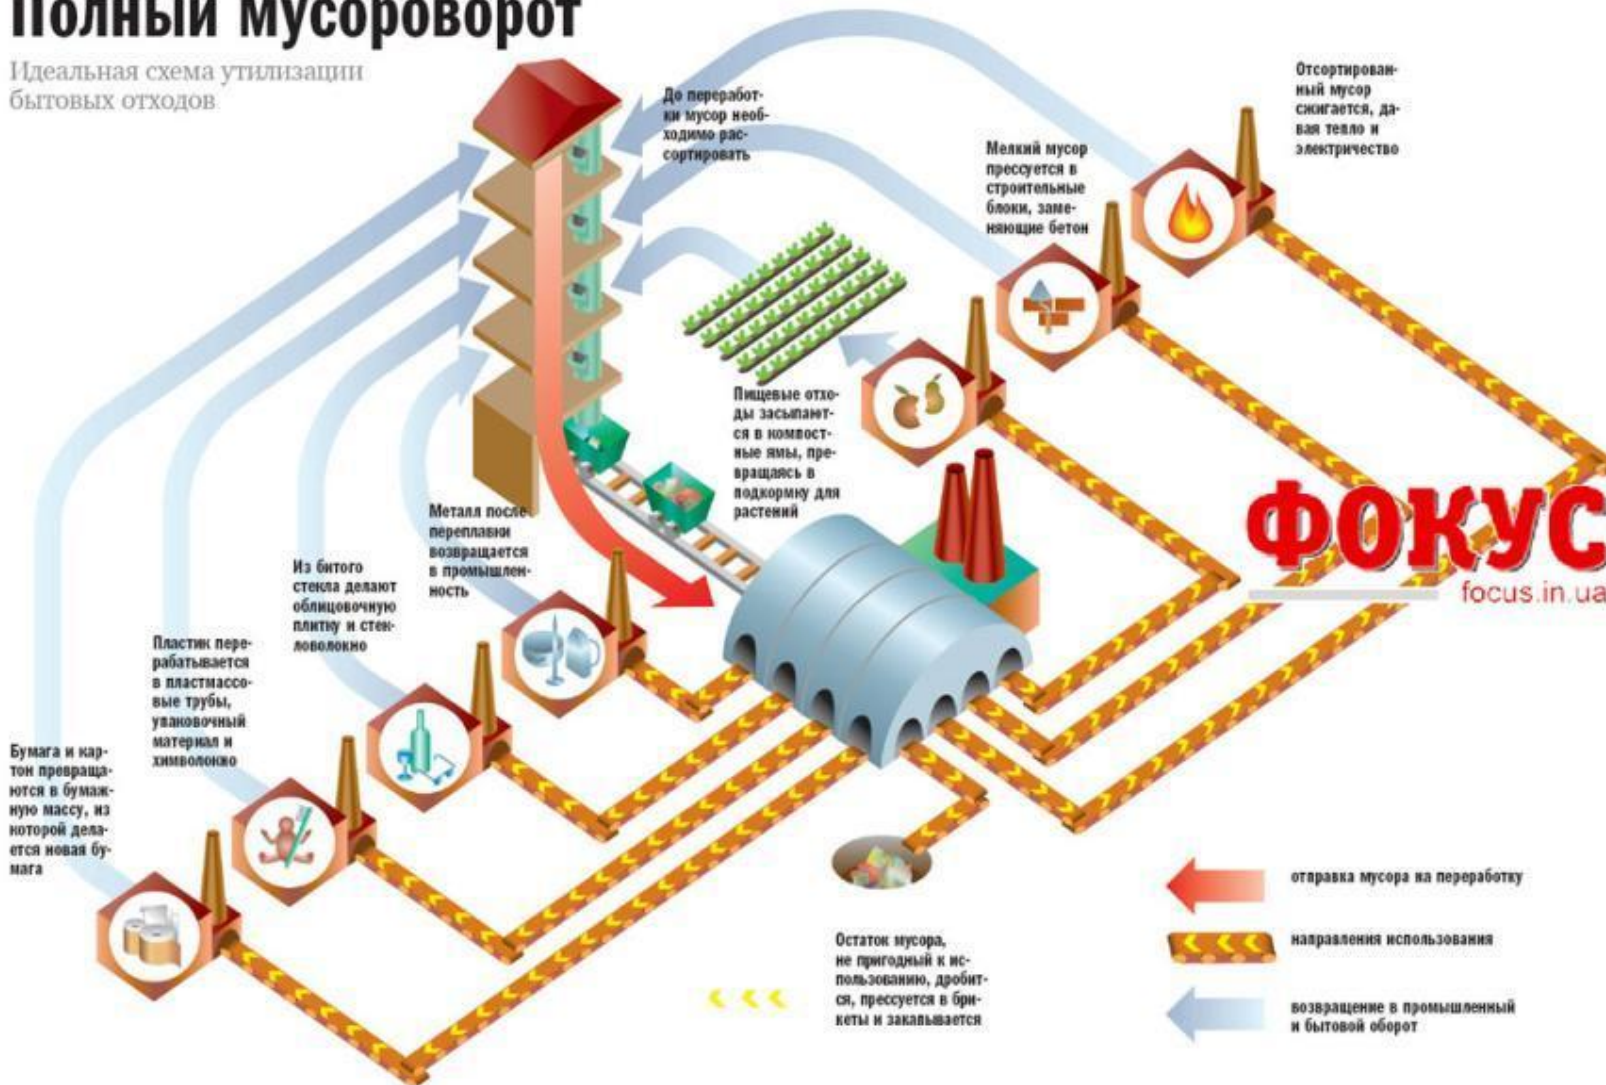 Полный мусороворот
Идеальная схема утилизации
бытовых отходов
До переработ-
ки мусор необ-
ходимо рас-
сортировать
Отсортирован-
ный мусор
сжигается, да-
вая тепло и
электричество
Мелкий мусор
прессуется в
строительные
блоки, заме-
няющие бетон
Пищевые отхо-
ды засыпают-
ся в компост-
ные ямы, пре-
вращаясь в
подкормку для
растений
Металл после
переплавки
возвращается
в промышлен-
ность
Из битого
стекла делают
облицовочную
плитку и стек-
ловолокно
Пластик пере-
рабатывается
в пластмассо-
вые трубы,
упаковочный
материал и
химволокно
Бумага и кар-
тон превраща-
ются в бумаж-
ную массу, из
которой дела-
ется новая бу-
мага
ФОКУС
focus.in.ua
Остаток мусора,
не пригодный к ис-
пользованию, дробит-
ся, прессуется в бри-
кеты и закапывается
отправка мусора на переработку
направления использования
возвращение в промышленный
и бытовой оборот